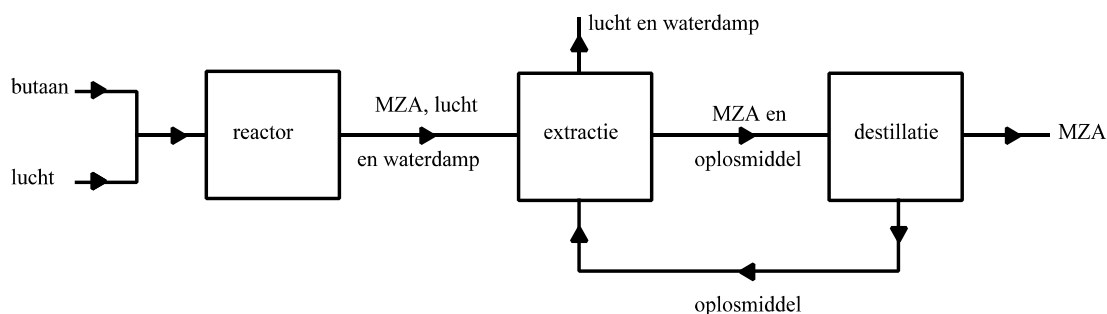 lucht en waterdamp
butaan
lucht
reactor
MZA, lucht
en waterdamp
extractie
MZA en
oplosmiddel
destillatie
MZA
oplosmiddel